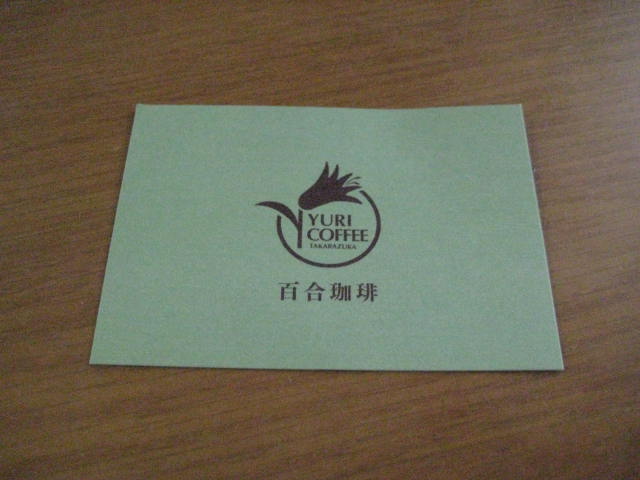 YURI
COFFEE
TAKARAZUKA
百合珈琲